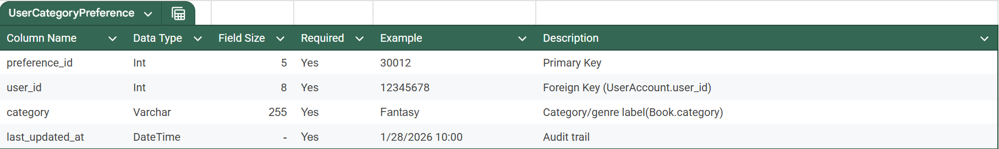 UserCategoryPreference
Column Name Data Type Field Size Required Example Description
preference_id Int 5 Yes 30012 Primary Key
user_id Int 8 Yes 12345678 Foreign Key (UserAccount.user_id)
category Varchar 255 Yes Fantasy Category/genre label(Book.category)
last_updated_at DateTime - Yes 1/28/2026 10:00 Audit trail